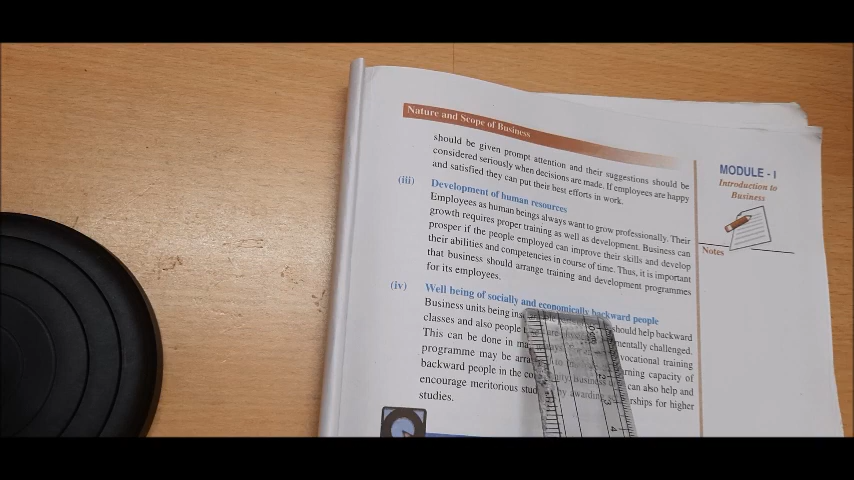 Nature and Scope of Business
should be given prompt attention and their suggestions should be
considered seriously when decisions are made. If employees are happy
and satisfied they can put their best efforts in work.
(iii) Development of human resources
Employees as human beings always want to grow professionally. Their
growth requires proper training as well as development. Business can
prosper if the people employed can improve their skills and develop
their abilities and competencies in course of time. Thus, it is important
that business should arrange training and development programmes
for its employees.
(iv) Well being of socially and economically backward people
Business units being should help backward
classes and also people mentally challenged.
This can be done in vocational training
programme may be capacity of
backward people in the can also help and
encourage meritorious awarding for higher
studies.
MODULE - I
Introduction to
Business
Notes
0 cm 1 2 3 4